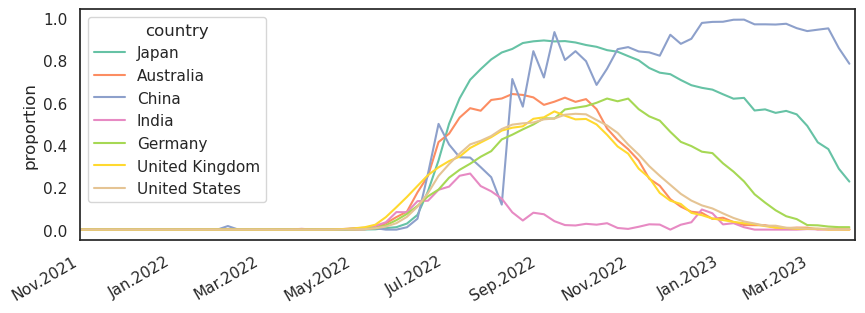 country
Japan
Australia
China
India
Germany
United Kingdom
United States
proportion
1.0
0.8
0.6
0.4
0.2
0.0
Nov.2021
Jan.2022
Mar.2022
May.2022
Jul.2022
Sep.2022
Nov.2022
Jan.2023
Mar.2023